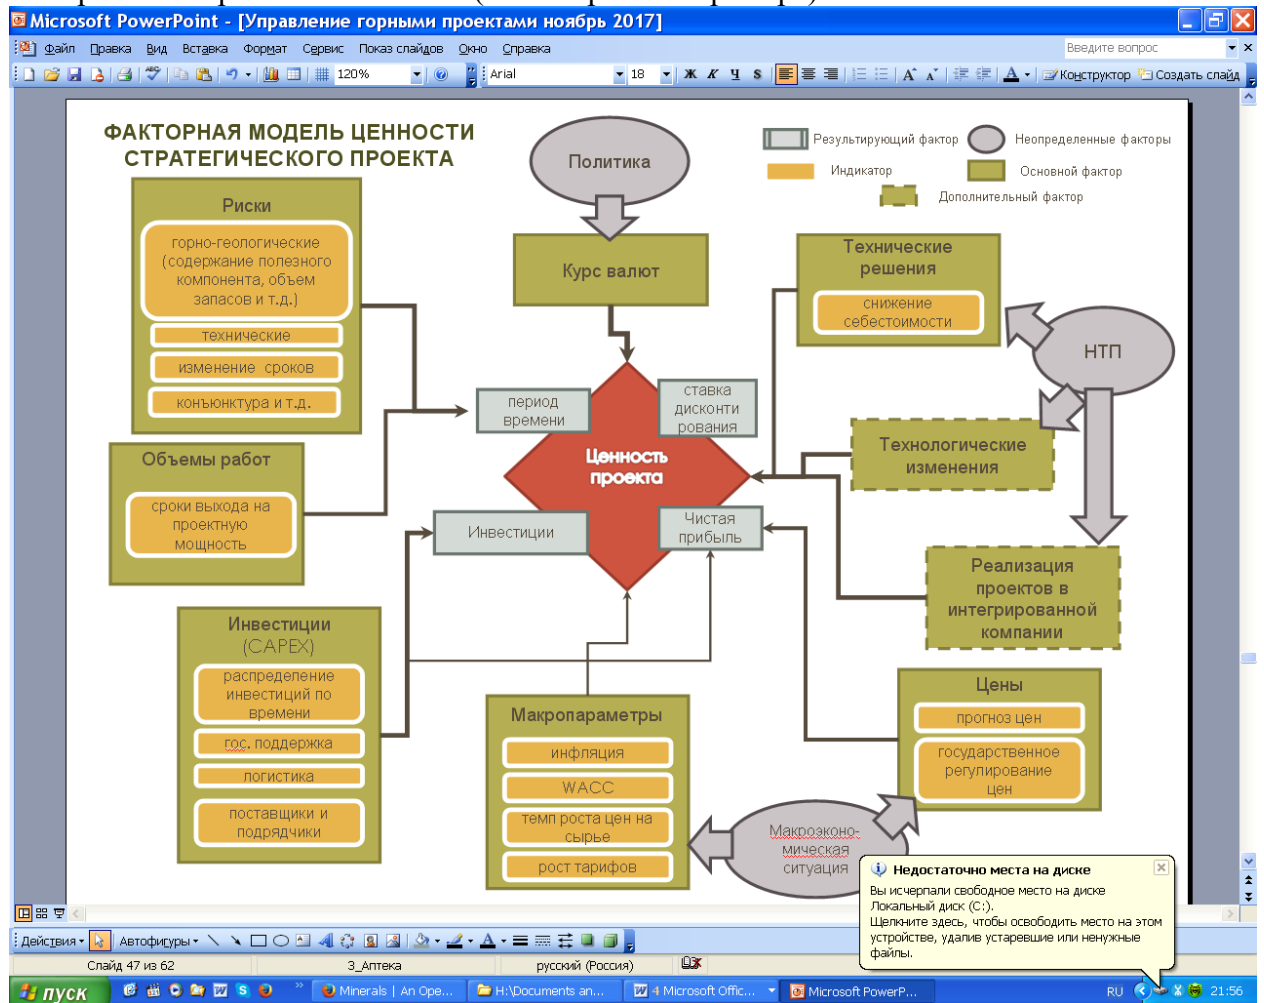 Microsoft PowerPoint - [Управление горными проектами ноябрь 2017]
Файл Правка Вид Вставка Формат Сервис Показ слайдов Окно Справка
Введите вопрос
120%
Arial
18
Ж К Ч S
Конструктор
Создать слайд
ФАКТОРНАЯ МОДЕЛЬ ЦЕННОСТИ
СТРАТЕГИЧЕСКОГО ПРОЕКТА
Результирующий фактор
Неопределенные факторы
Индикатор
Основной фактор
Дополнительный фактор
Политика
Курс валют
Риски
горно-геологические
(содержание полезного
компонента, объем
запасов и т.д.)
технические
изменение сроков
конъюнктура и т.д.
Технические
решения
снижение
себестоимости
НТП
период
времени
ставка
дисконти
рования
Ценность
проекта
Инвестиции
Чистая
прибыль
Технологические
изменения
Объемы работ
сроки выхода на
проектную
мощность
Реализация
проектов в
интегрированной
компании
Инвестиции
(CAPEX)
распределение
инвестиций по
времени
гос. поддержка
логистика
поставщики и
подрядчики
Макропараметры
инфляция
WACC
темп роста цен на
сырье
рост тарифов
Цены
прогноз цен
государственное
регулирование
цен
Макроэконо-
мическая
ситуация
Недостаточно места на диске
Вы исчерпали свободное место на диске
Локальный диск (C:).
Щелкните здесь, чтобы освободить место на этом
устройстве, удалив устаревшие или ненужные
файлы.
Действия
Автофигуры
Слайд 47 из 62
3_Аптека
русский (Россия)
пуск
Minerals | An Ope...
H:\Documents an...
4 Microsoft Offic...
Microsoft PowerP...
RU
21:56